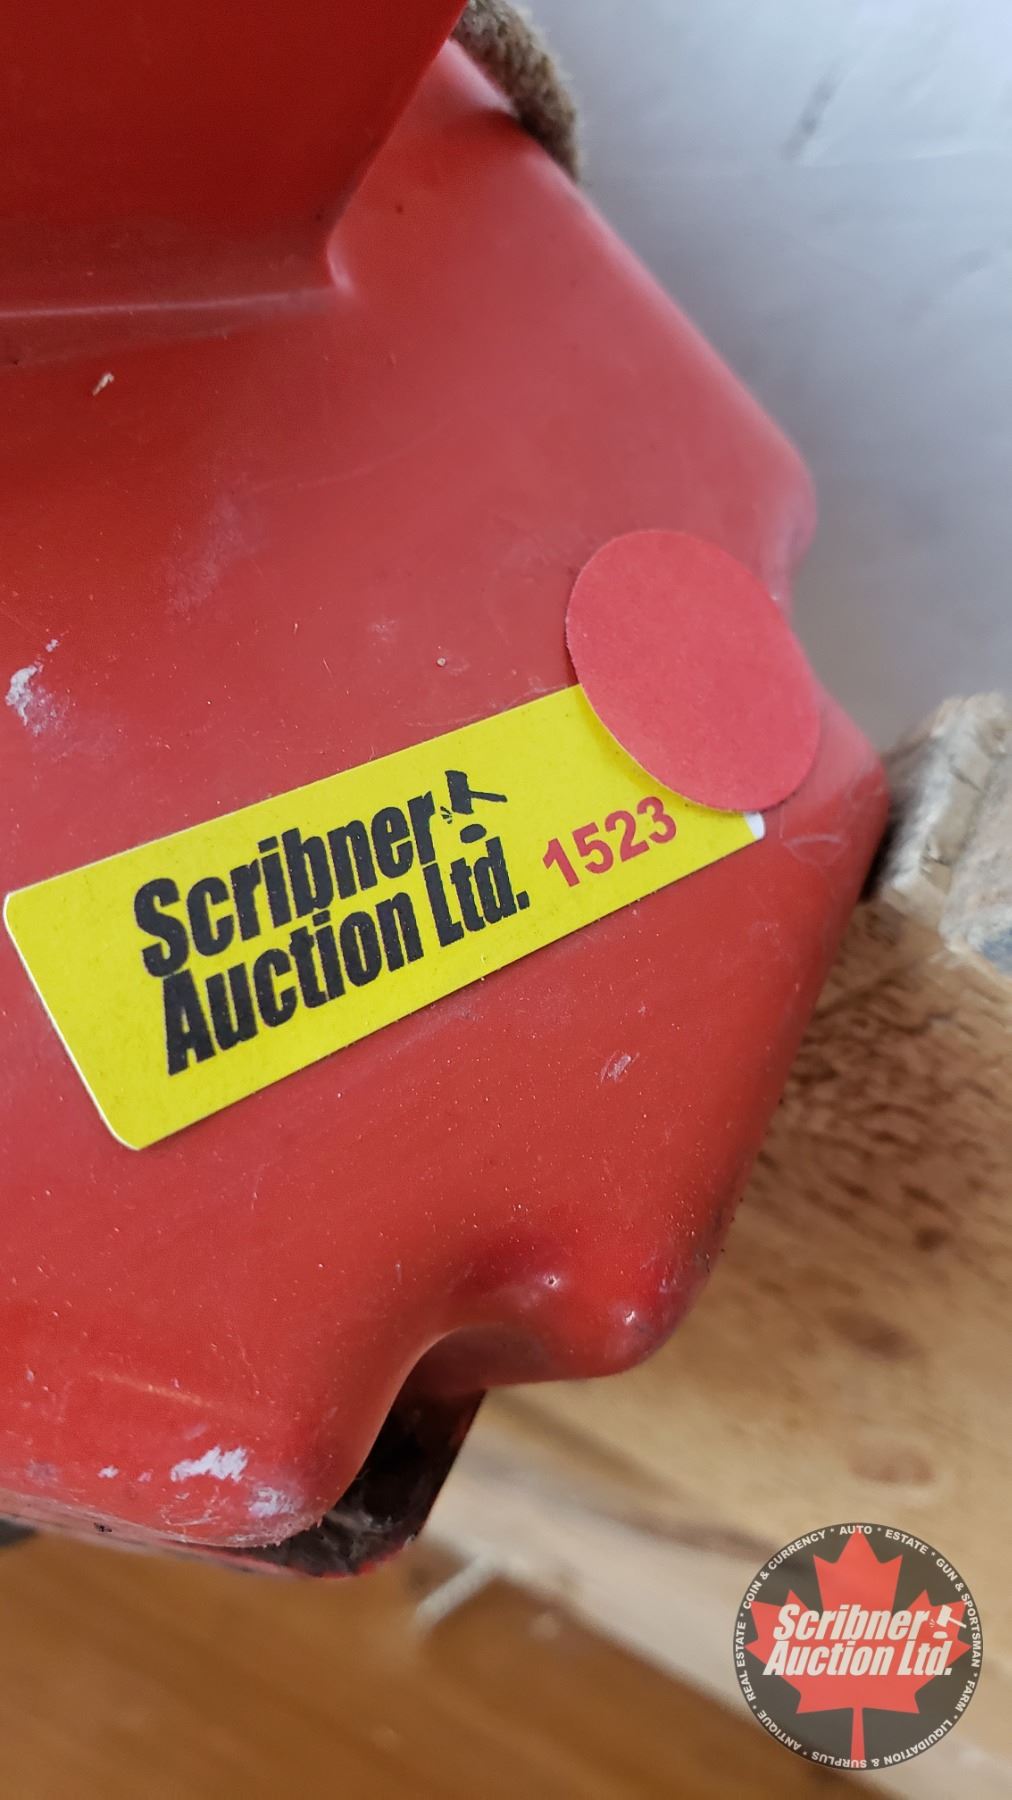 Scribner
Auction Ltd.
1523
COIN & CURRENCY * AUTO * ESTATE * GUN & SPORTSMAN * FARM * LIQUIDATION & SURPLUS * ANTIQUE * REAL ESTATE *
Scribner
Auction Ltd.